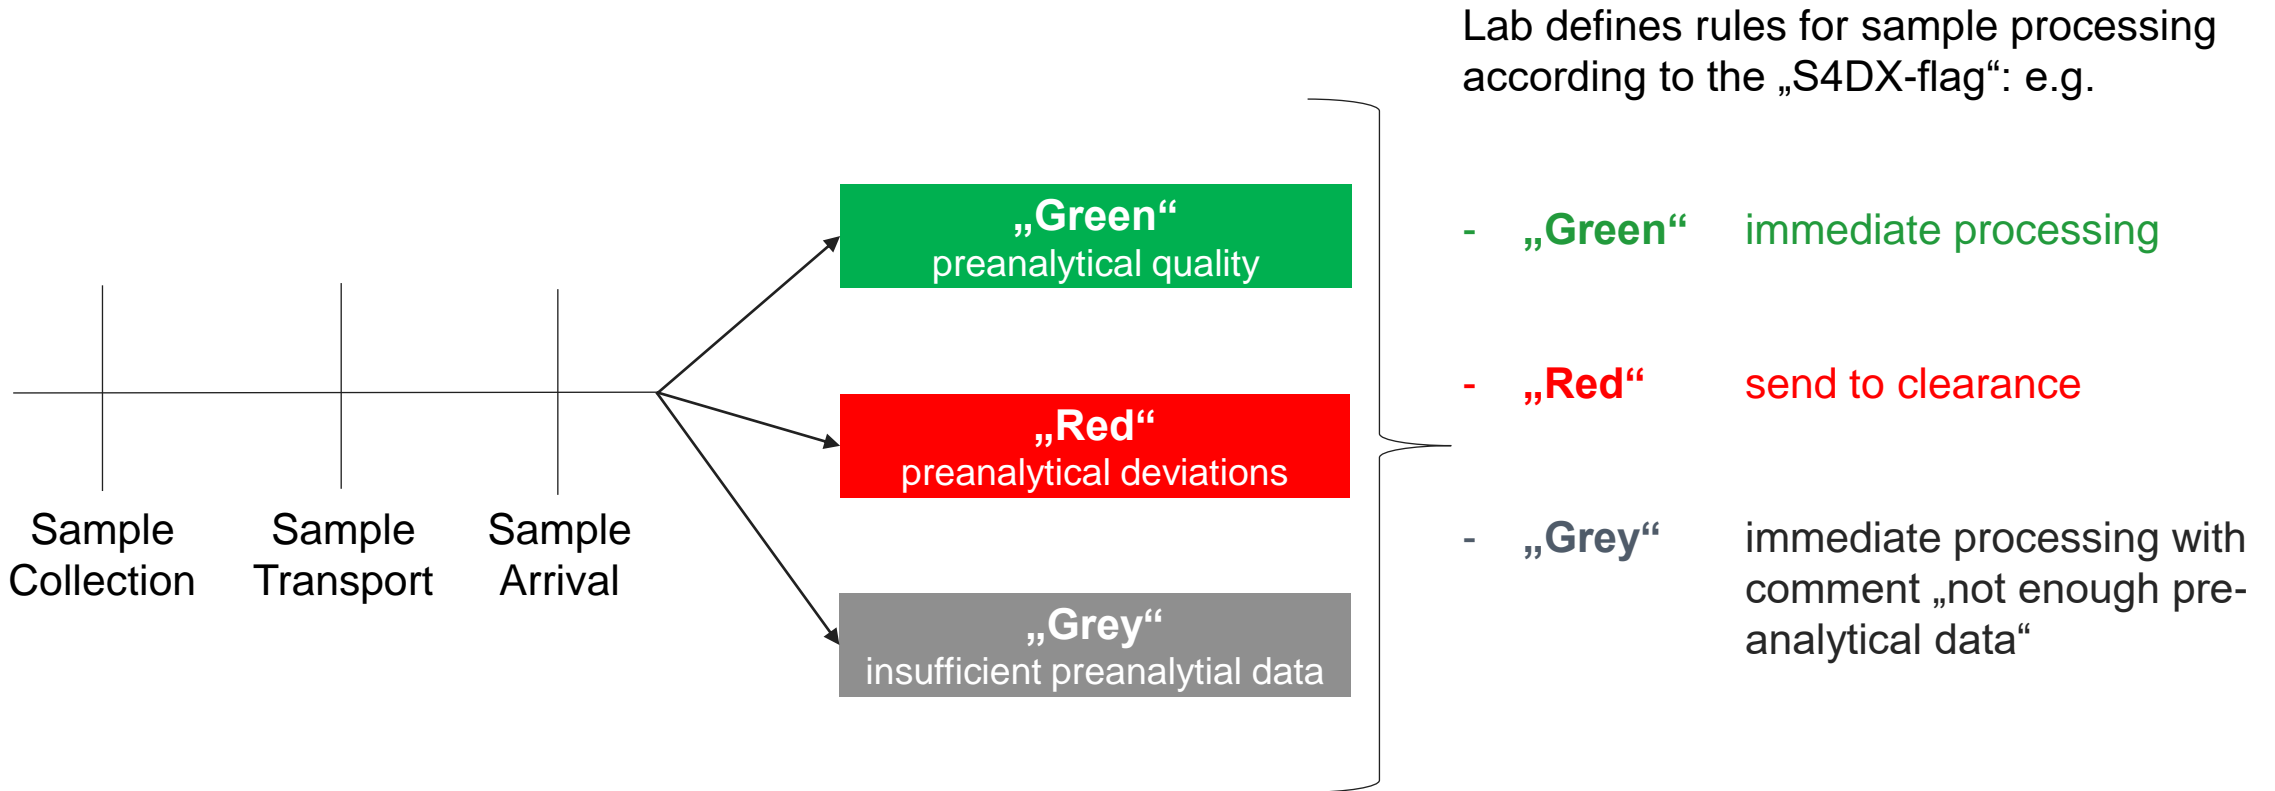 Lab defines rules for sample processing
according to the „S4DX-flag“: e.g.
Sample
Collection
Sample
Transport
Sample
Arrival
„Green“
preanalytical quality
„Red“
preanalytical deviations
„Grey“
insufficient preanalytial data
- „Green“ immediate processing
- „Red“ send to clearance
- „Grey“ immediate processing with
comment „not enough pre-
analytical data“